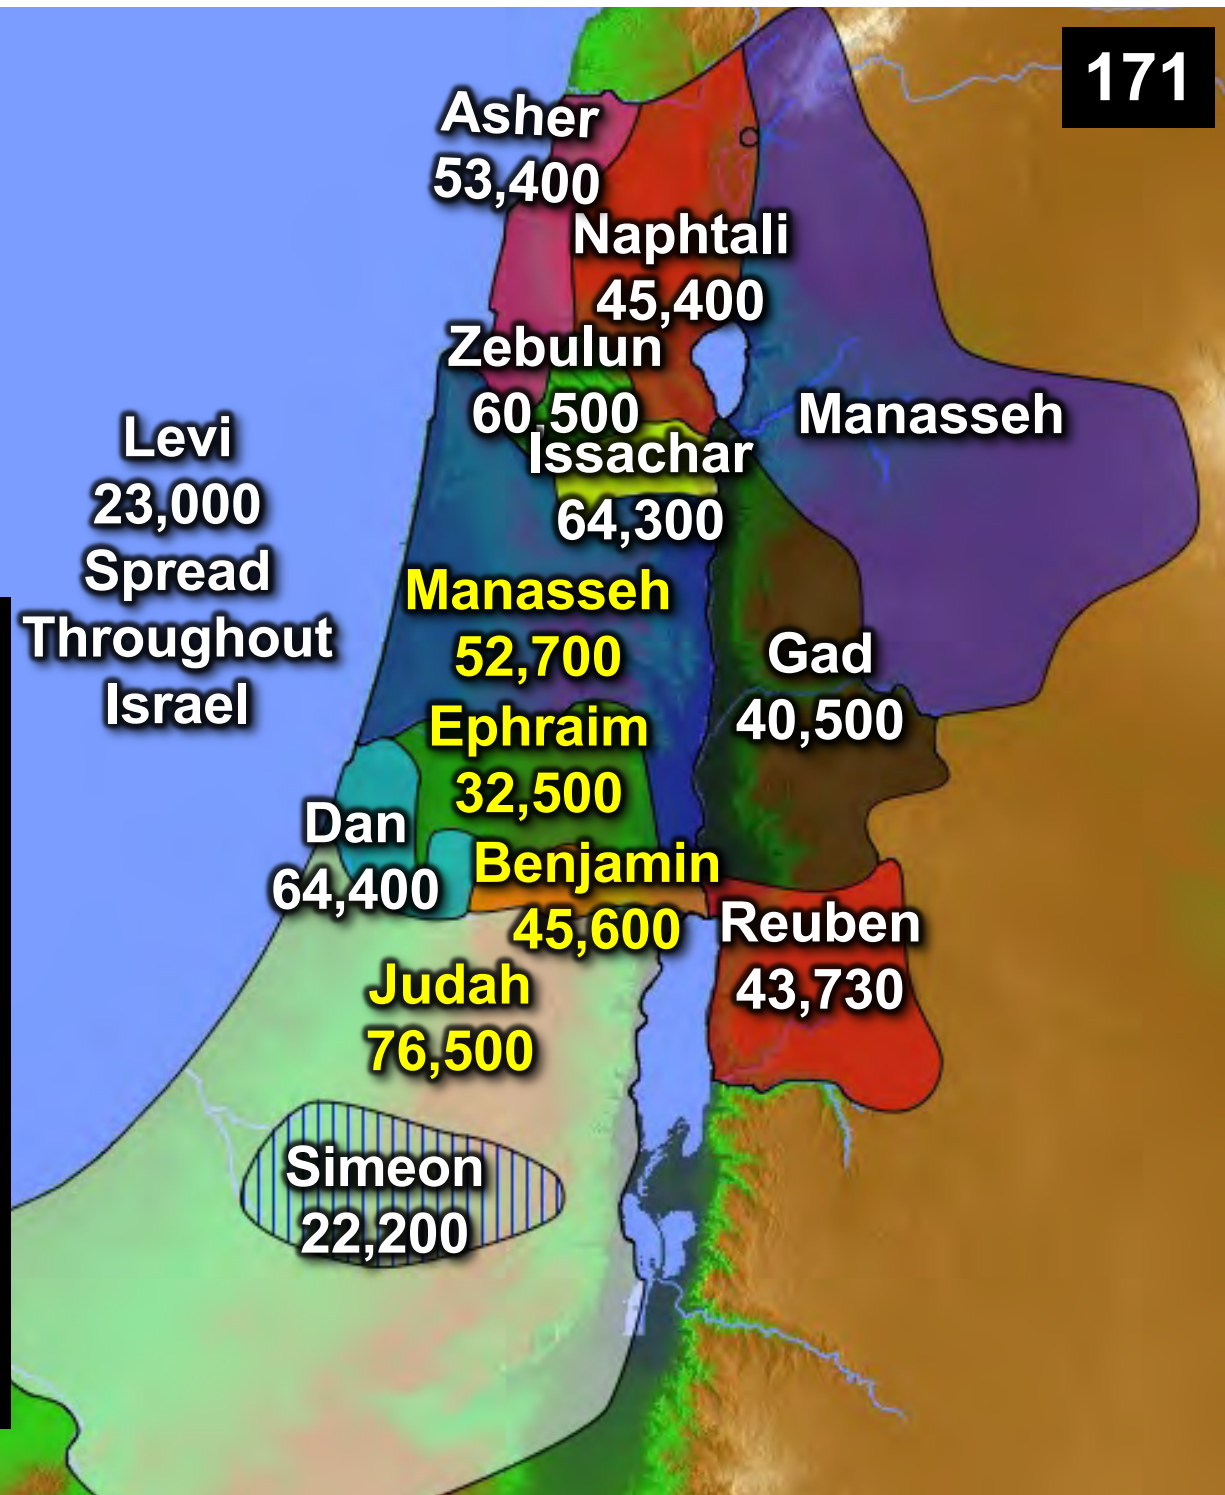 171
Asher
53,400
Naphtali
45,400
Zebulun
60,500
Manasseh
Levi
23,000
Spread
Throughout
Israel
Issachar
64,300
Manasseh
52,700
Gad
40,500
Ephraim
32,500
Dan
64,400
Benjamin
45,600
Reuben
43,730
Judah
76,500
Simeon
22,200